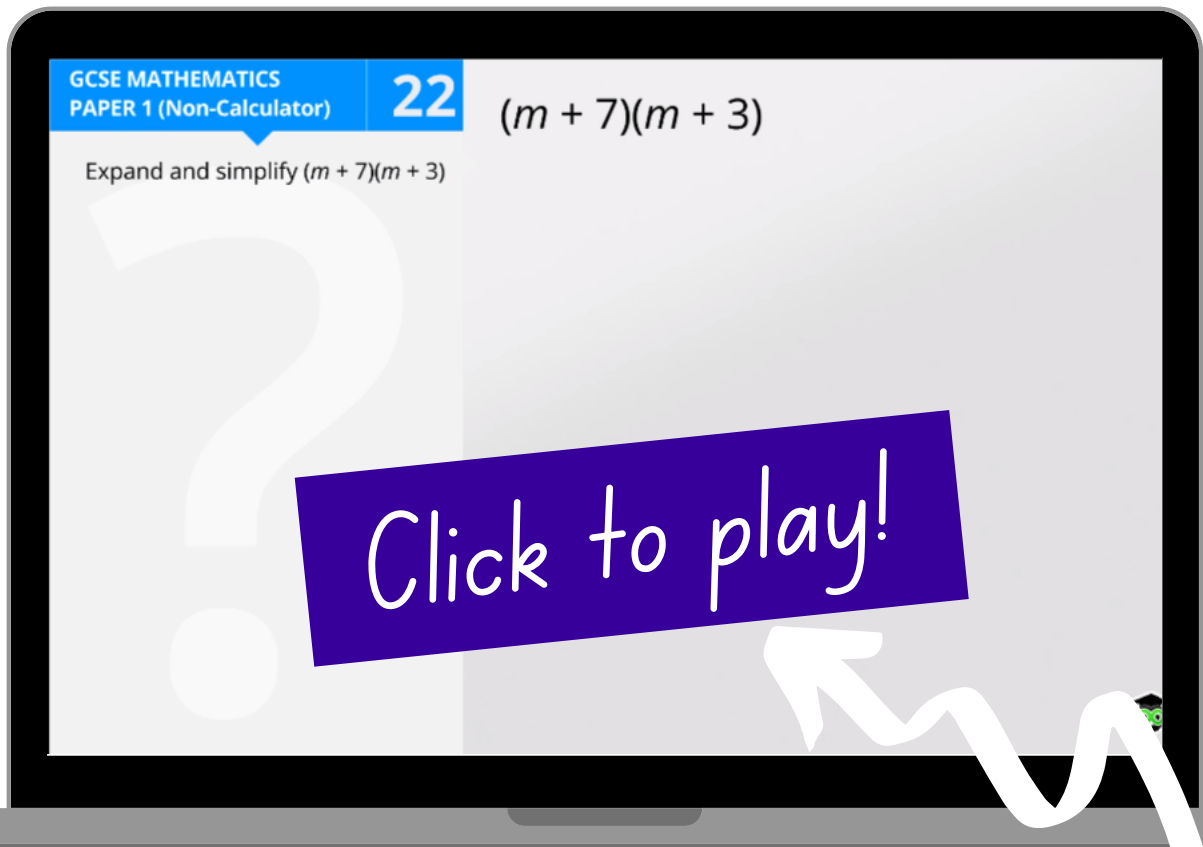 GCSE MATHEMATICS
PAPER 1 (Non-Calculator)
22
Expand and simplify (m + 7)(m + 3)
(m + 7)(m + 3)
Click to play!